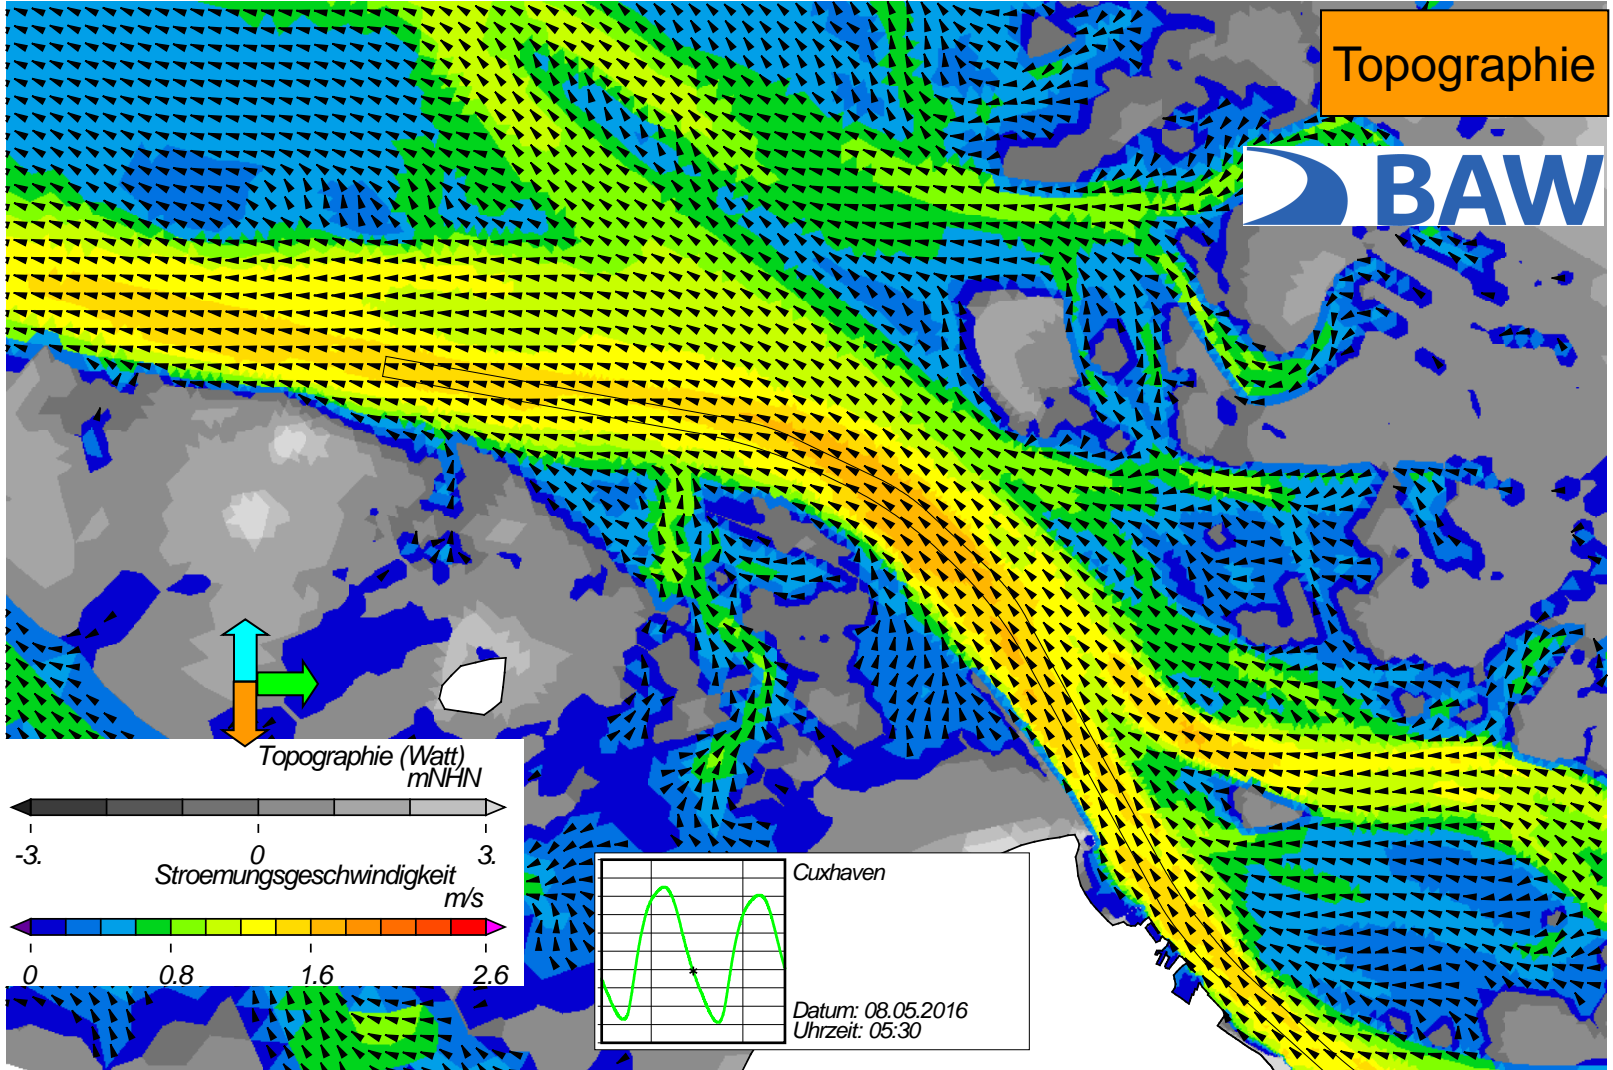 Topographie
BAW
Topographie (Watt)
mNHN
-3. 0 3.
Stroemungsgeschwindigkeit
m/s
0 0.8 1.6 2.6
Cuxhaven
Datum: 08.05.2016
Uhrzeit: 05:30